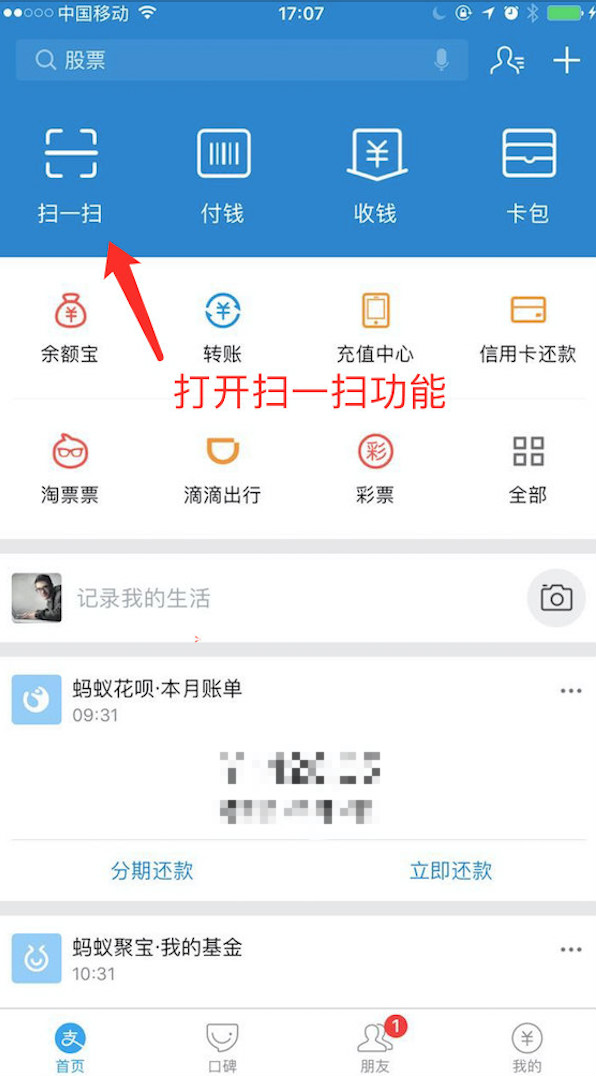 中国移动 17:07
股票
扫一扫 付钱 收钱 卡包
余额宝 转账 充值中心 信用卡还款
打开扫一扫功能
淘票票 滴滴出行 彩票 全部
记录我的生活
蚂蚁花呗·本月账单
09:31
分期还款 立即还款
蚂蚁聚宝·我的基金
10:31
首页 口碑 朋友 1 我的